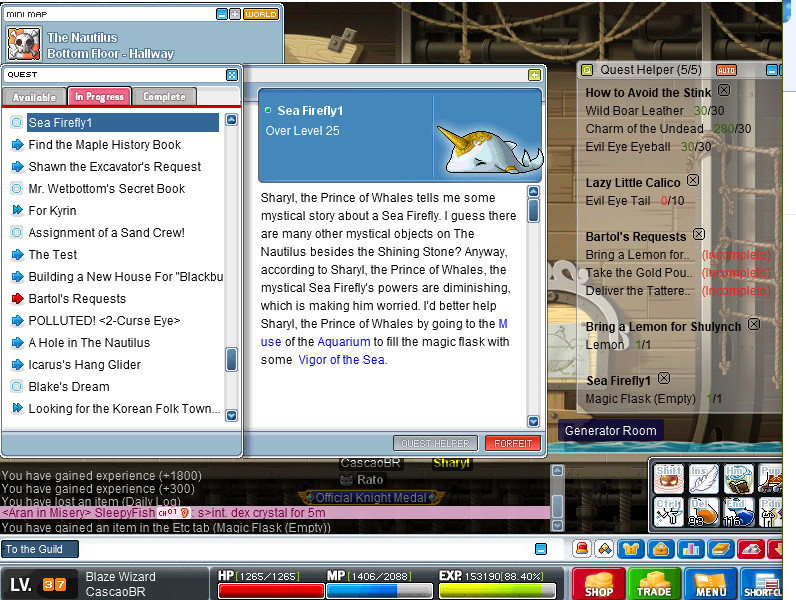 MINI MAP
WORLD
The Nautilus
Bottom Floor - Hallway
QUEST
Available
In Progress
Complete
Sea Firefly1
Find the Maple History Book
Shawn the Excavator's Request
Mr. Wetbottom's Secret Book
For Kyrin
Assignment of a Sand Crew!
The Test
Building a New House For "Blackbu
Bartol's Requests
POLLUTED! <2-Curse Eye>
A Hole in The Nautilus
Icarus's Hang Glider
Blake's Dream
Looking for the Korean Folk Town...
Sea Firefly1
Over Level 25
Sharyl, the Prince of Whales tells me some
mystical story about a Sea Firefly. I guess there
are many other mystical objects on The
Nautilus besides the Shining Stone? Anyway,
according to Sharyl, the Prince of Whales, the
mystical Sea Firefly's powers are diminishing,
which is making him worried. I'd better help
Sharyl, the Prince of Whales by going to the M
use of the Aquarium to fill the magic flask with
some Vigor of the Sea.
QUEST HELPER
FORFEIT
Quest Helper (5/5)
AUTO
How to Avoid the Stink
Wild Boar Leather 30/30
Charm of the Undead 280/30
Evil Eye Eyeball 30/30
Lazy Little Calico
Evil Eye Tail 0/10
Bartol's Requests
Bring a Lemon for.. (Incomplete)
Take the Gold Pou.. (Incomplete)
Deliver the Tattere.. (Incomplete)
Bring a Lemon for Shulynch
Lemon 1/1
Sea Firefly1
Magic Flask (Empty) 1/1
Generator Room
CascaoBR
Sharyl
Rato
Official Knight Medal
You have gained experience (+1800)
You have gained experience (+300)
You have lost an item (Daily Log)
<Aran in Misery> SleepyFish CH 01 : s>int. dex crystal for 5m
You have gained an item in the Etc tab (Magic Flask (Empty))
Shift
Ins
Hm
Pup
Ctrl
Del
End
Pdn
98
116
To the Guild
LV. 37
Blaze Wizard
CascaoBR
HP [1265/1265]
MP [1406/2088]
EXP 153190[88.40%]
SHOP
TRADE
MENU
SHORTCU